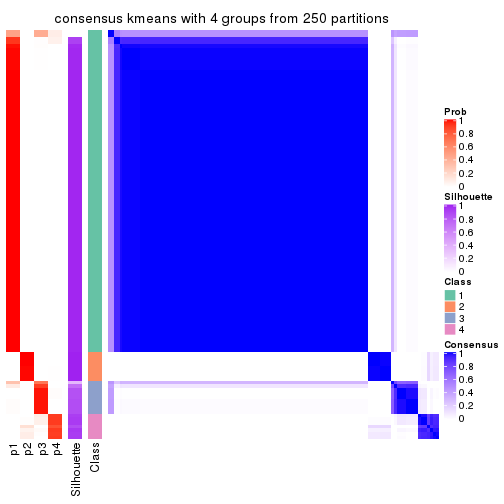 consensus kmeans with 4 groups from 250 partitions
Prob
1
0.8
0.6
0.4
0.2
0
Silhouette
1
0.8
0.6
0.4
0.2
0
Class
1
2
3
4
Consensus
1
0.8
0.6
0.4
0.2
0
p1
p2
p3
p4
Silhouette
Class